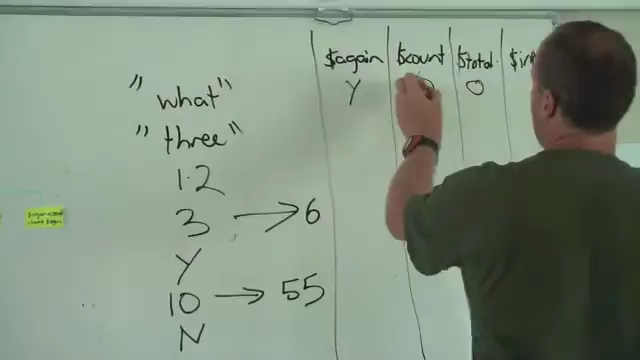 $again $count $total
Y 0
"what"
"three"
1.2
3 → 6
Y
10 → 55
N